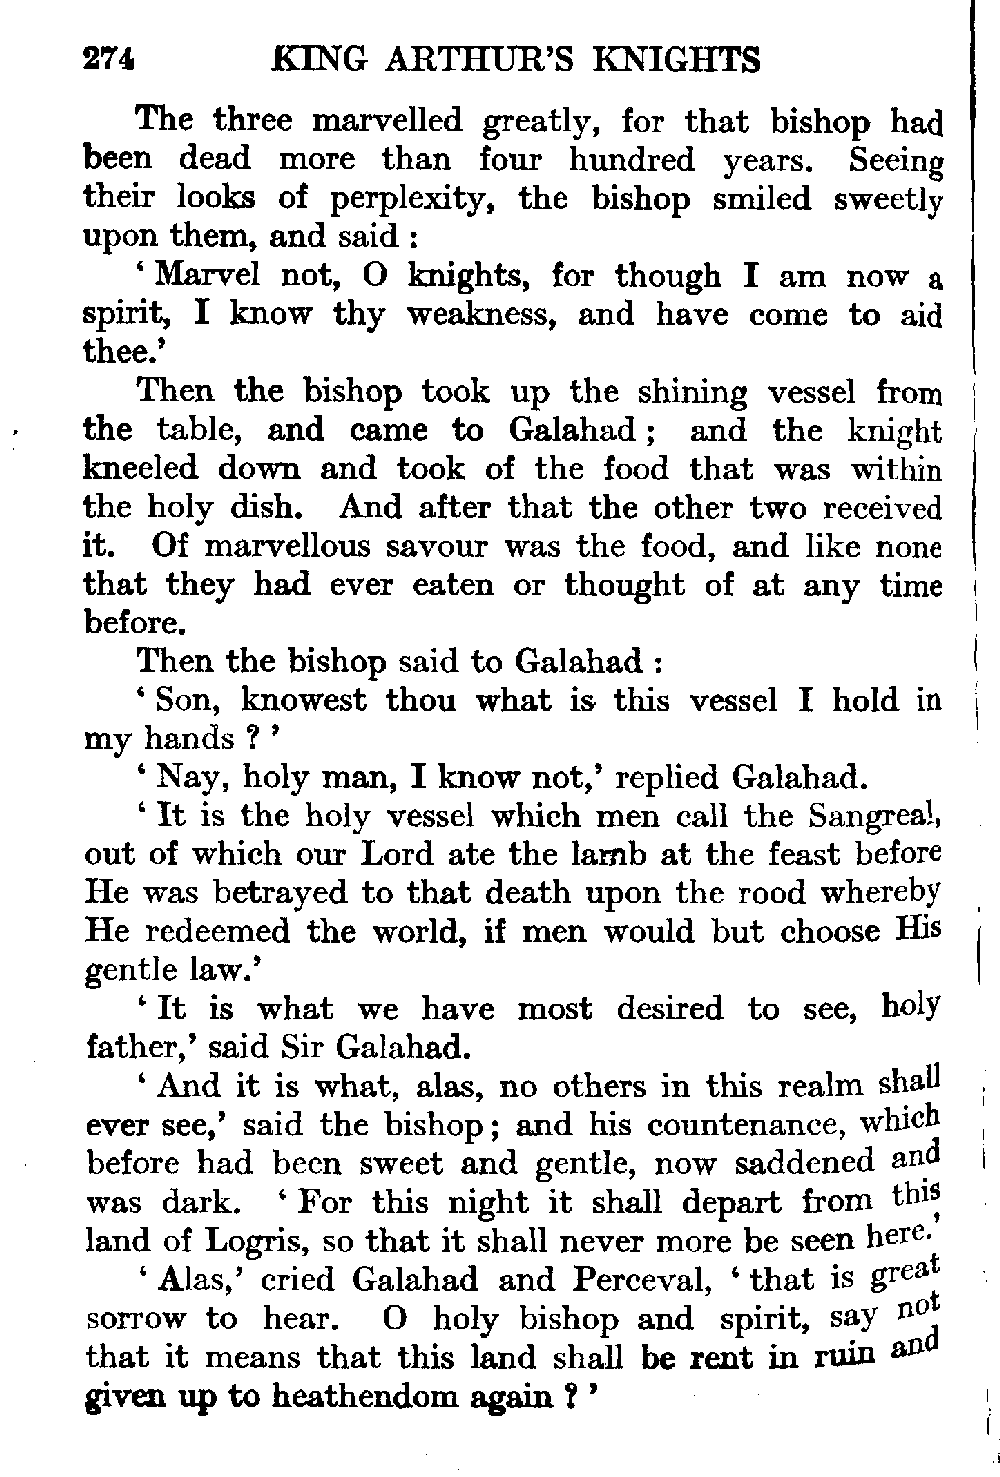 274 KING ARTHUR'S KNIGHTS
The three marvelled greatly, for that bishop had
been dead more than four hundred years. Seeing
their looks of perplexity, the bishop smiled sweetly
upon them, and said :
‘ Marvel not, O knights, for though I am now a
spirit, I know thy weakness, and have come to aid
thee.’
Then the bishop took up the shining vessel from
the table, and came to Galahad ; and the knight
kneeled down and took of the food that was within
the holy dish. And after that the other two received
it. Of marvellous savour was the food, and like none
that they had ever eaten or thought of at any time
before.
Then the bishop said to Galahad :
‘ Son, knowest thou what is this vessel I hold in
my hands ? ’
‘ Nay, holy man, I know not,’ replied Galahad.
‘ It is the holy vessel which men call the Sangreal,
out of which our Lord ate the lamb at the feast before
He was betrayed to that death upon the rood whereby
He redeemed the world, if men would but choose His
gentle law.’
‘ It is what we have most desired to see, holy
father,’ said Sir Galahad.
‘ And it is what, alas, no others in this realm shall
ever see,’ said the bishop ; and his countenance, which
before had been sweet and gentle, now saddened and
was dark. ‘ For this night it shall depart from this
land of Logris, so that it shall never more be seen here.’
‘ Alas,’ cried Galahad and Perceval, ‘ that is great
sorrow to hear. O holy bishop and spirit, say not
that it means that this land shall be rent in ruin and
given up to heathendom again ? ’